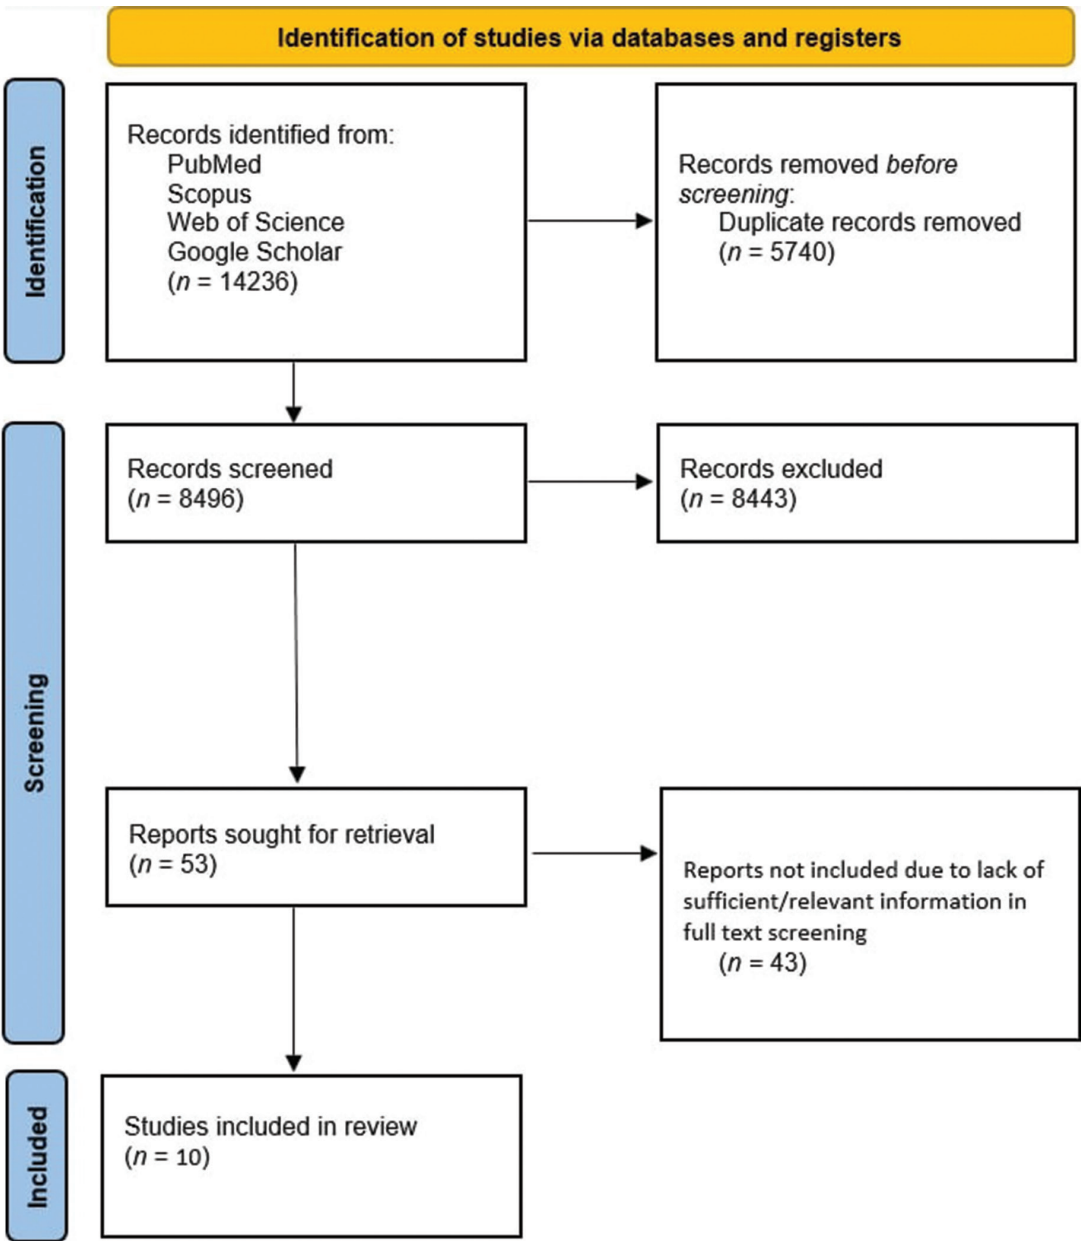 Identification of studies via databases and registers
Identification
Records identified from:
PubMed
Scopus
Web of Science
Google Scholar
(n = 14236)
Records removed before
screening:
Duplicate records removed
(n = 5740)
Screening
Records screened
(n = 8496)
Records excluded
(n = 8443)
Reports sought for retrieval
(n = 53)
Reports not included due to lack of
sufficient/relevant information in
full text screening
(n = 43)
Included
Studies included in review
(n = 10)